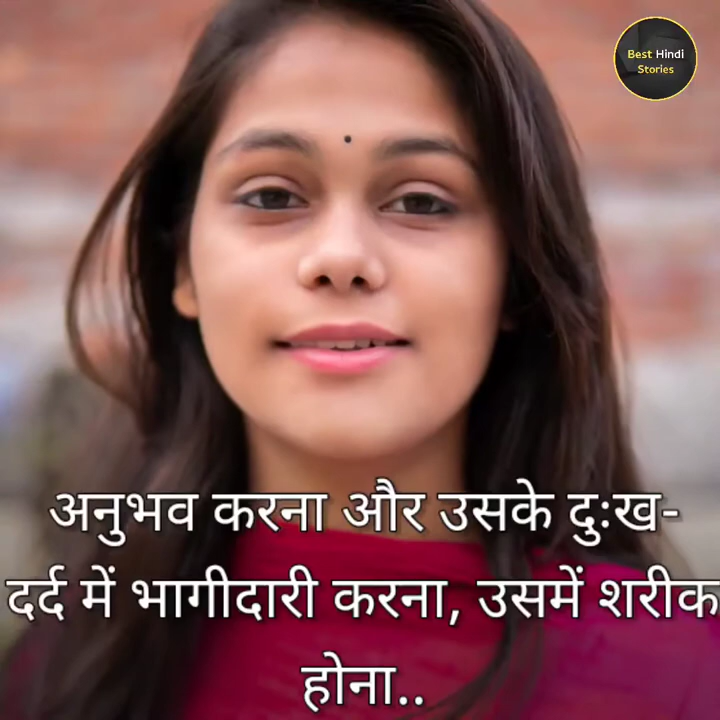 Best Hindi
Stories
अनुभव करना और उसके दुःख-
दर्द में भागीदारी करना, उसमें शरीक
होना..